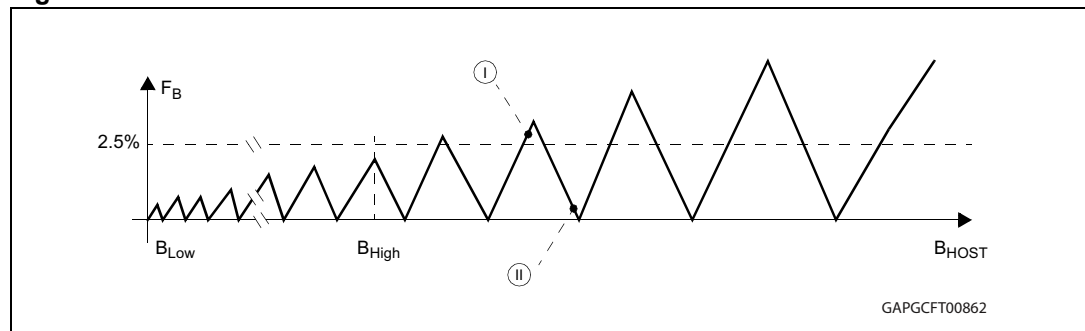 I
F_B
2.5%
B_Low
B_High
B_HOST
II
GAPGCFT00862